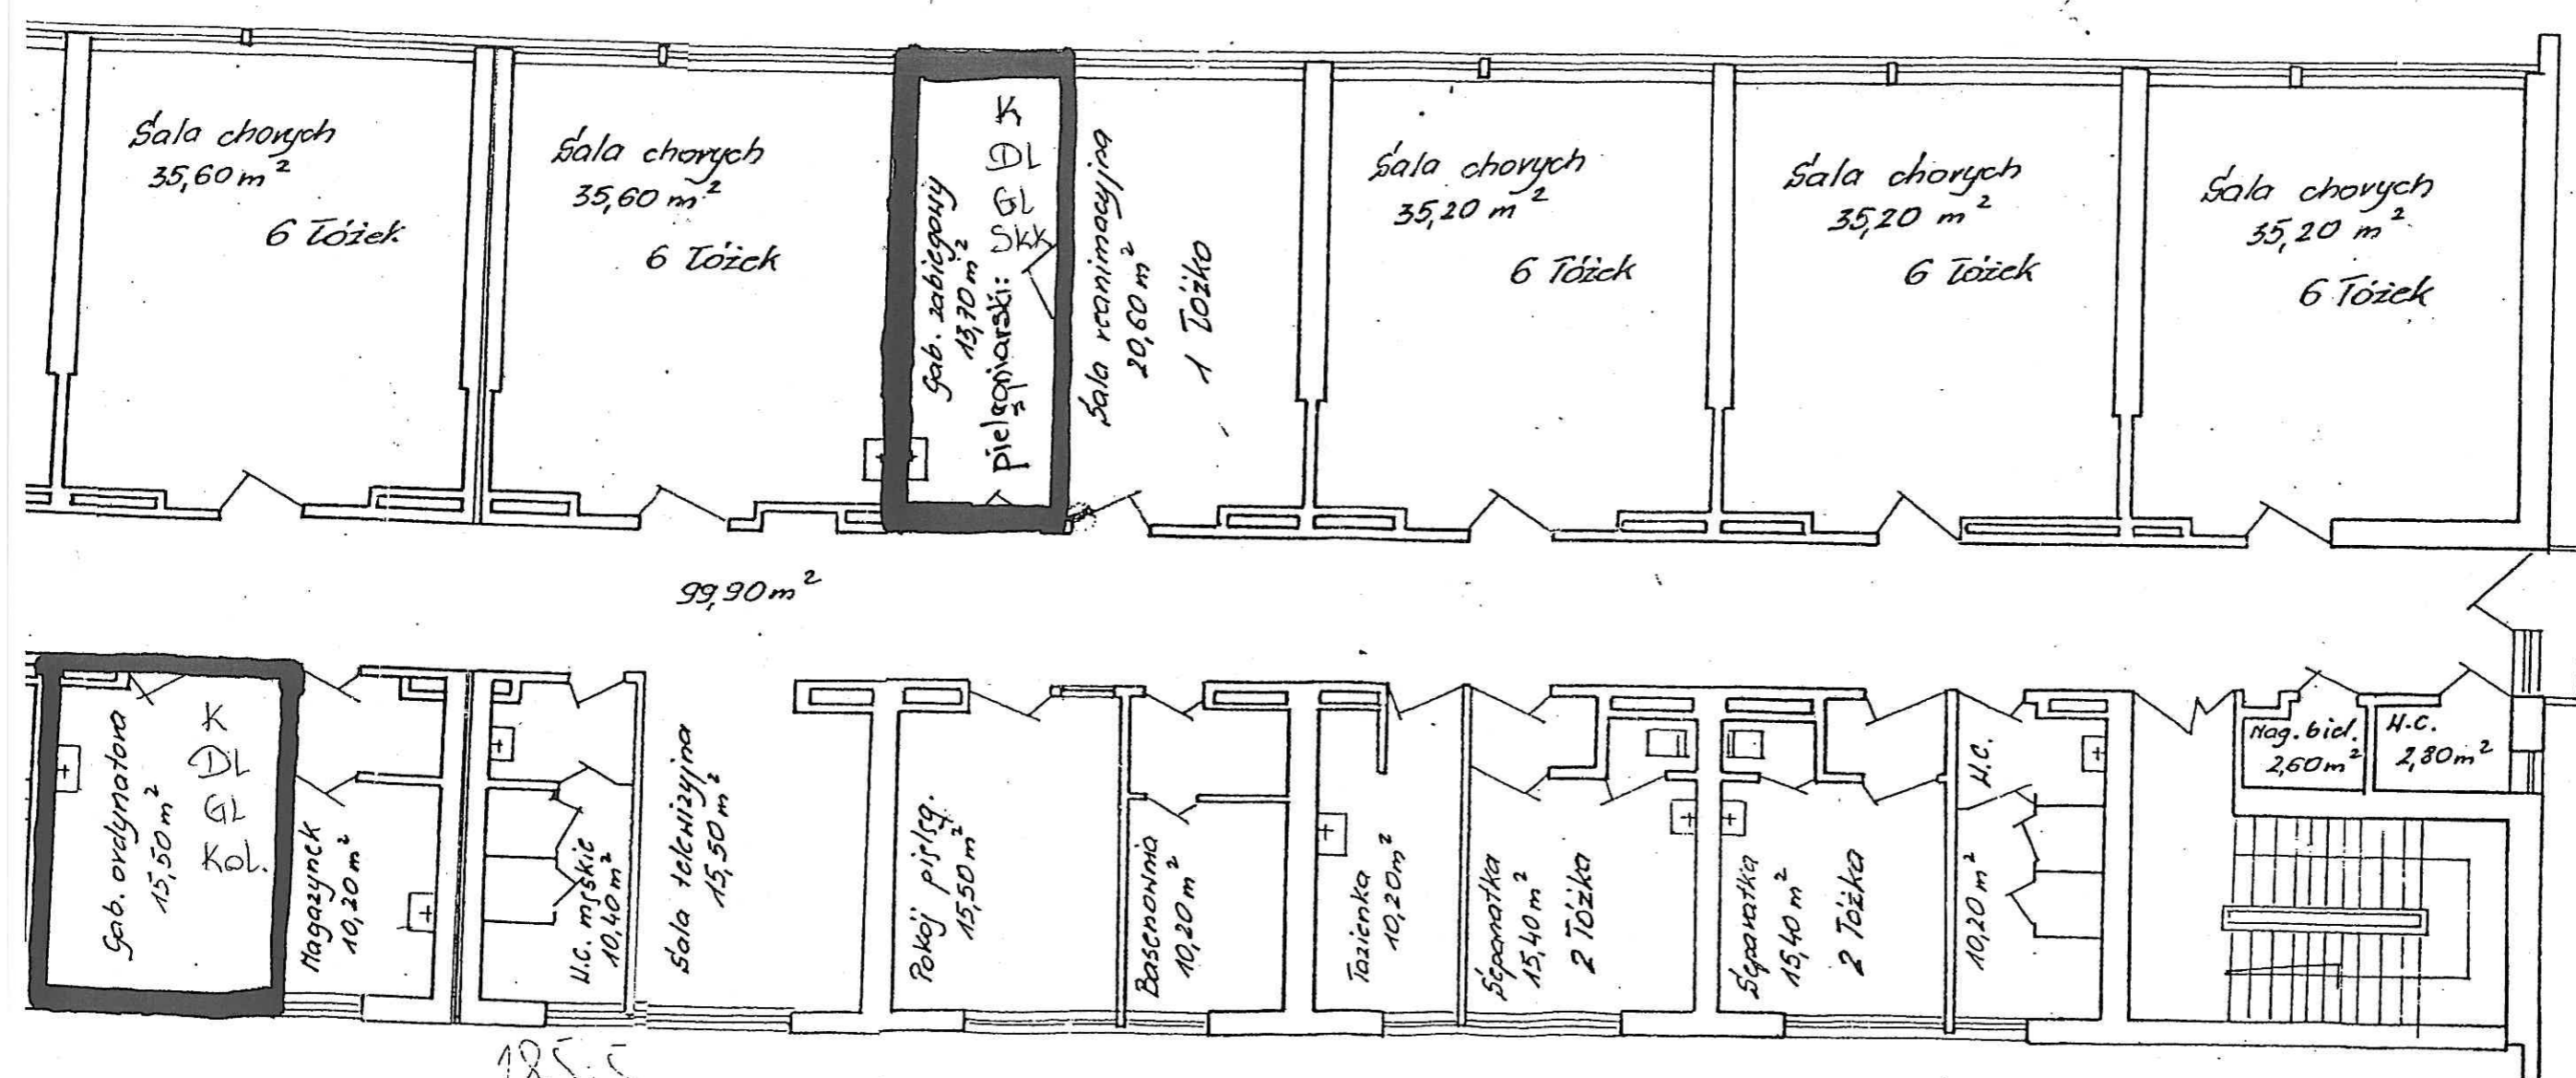 Sala chorych
35,60 m²
6 łóżek
Sala chorych
35,60 m²
6 łóżek
Gab. zabiegowy
13,70 m²
pielęgniarski:
K
DL
GL
SKK
Sala reanimacyjna
20,60 m²
1 łóżko
Sala chorych
35,20 m²
6 łóżek
Sala chorych
35,20 m²
6 łóżek
Sala chorych
35,20 m²
6 łóżek
99,90 m²
Gab. ordynatora
15,50 m²
K
DL
GL
Kol.
Magazynek
10,20 m²
W.C. męskie
10,40 m²
Sala telewizyjna
15,50 m²
Pokój pielęg.
15,50 m²
Basenownia
10,20 m²
Łazienka
10,20 m²
Separatka
15,40 m²
2 łóżka
Separatka
15,40 m²
2 łóżka
W.C.
10,20 m²
Mag. biel.
2,60 m²
W.C.
2,80 m²